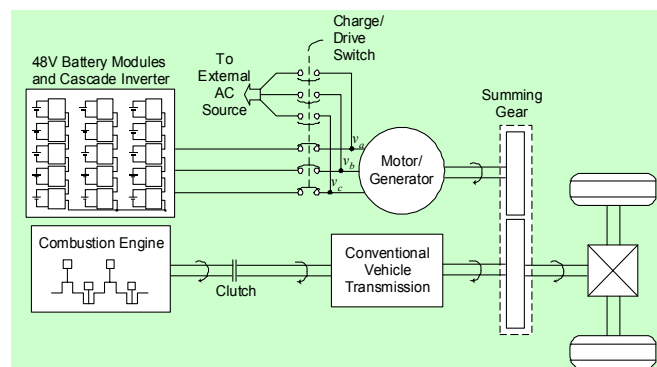 Charge/
Drive
Switch
48V Battery Modules
and Cascade Inverter
To
External
AC
Source
Summing
Gear
v_a
v_b
v_c
Motor/
Generator
Combustion Engine
Clutch
Conventional
Vehicle
Transmission